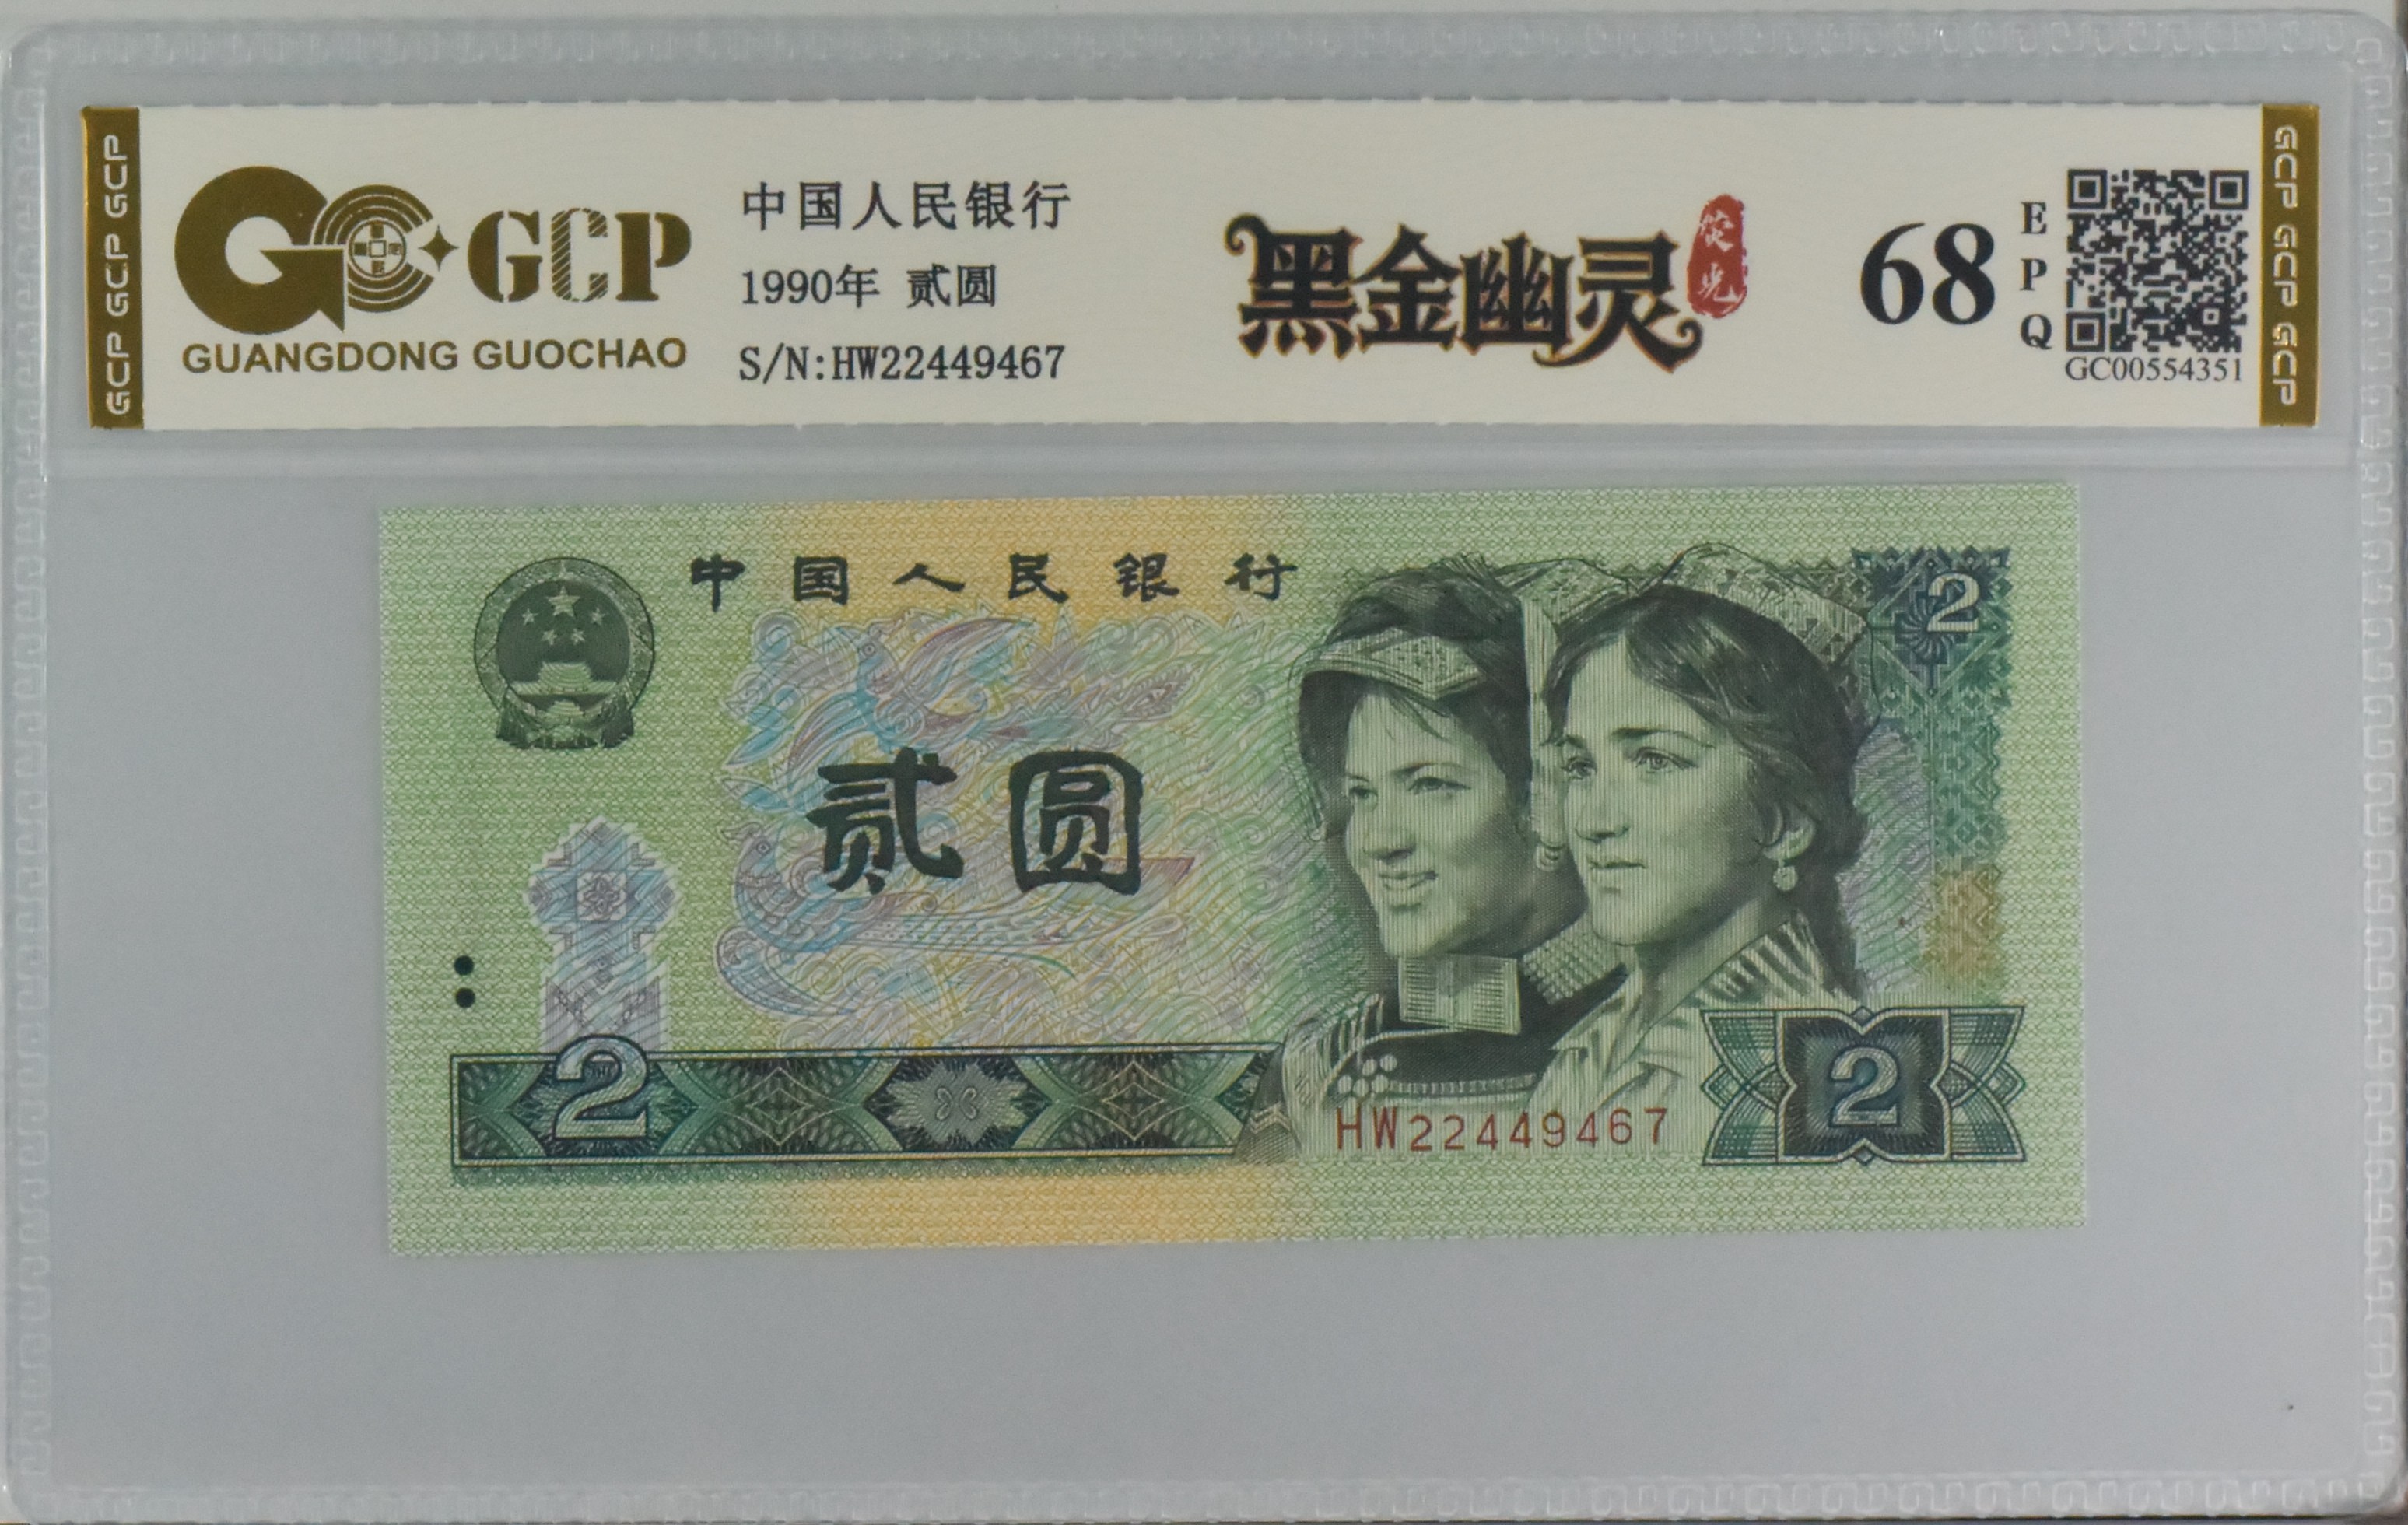 GCP GCP GCP
GCP
GUANGDONG GUOCHAO
中国人民银行
1990年 贰圆
S/N:HW22449467
黑金幽灵
荧光
68
EPQ
GC00554351
GCP GCP GCP
中国人民银行
2
贰圆
2
HW22449467
2